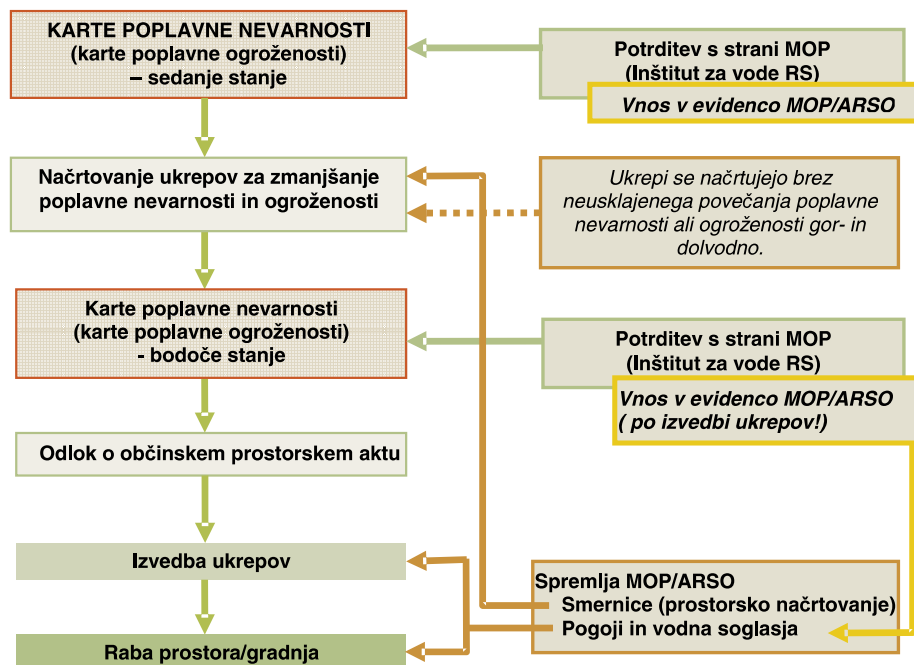 KARTE POPLAVNE NEVARNOSTI
(karte poplavne ogroženosti)
– sedanje stanje
Potrditev s strani MOP
(Inštitut za vode RS)
Vnos v evidenco MOP/ARSO
Načrtovanje ukrepov za zmanjšanje
poplavne nevarnosti in ogroženosti
Ukrepi se načrtujejo brez
neusklajenega povečanja poplavne
nevarnosti ali ogroženosti gor- in
dolvodno.
Karte poplavne nevarnosti
(karte poplavne ogroženosti)
- bodoče stanje
Potrditev s strani MOP
(Inštitut za vode RS)
Vnos v evidenco MOP/ARSO
( po izvedbi ukrepov!)
Odlok o občinskem prostorskem aktu
Izvedba ukrepov
Spremlja MOP/ARSO
Smernice (prostorsko načrtovanje)
Pogoji in vodna soglasja
Raba prostora/gradnja